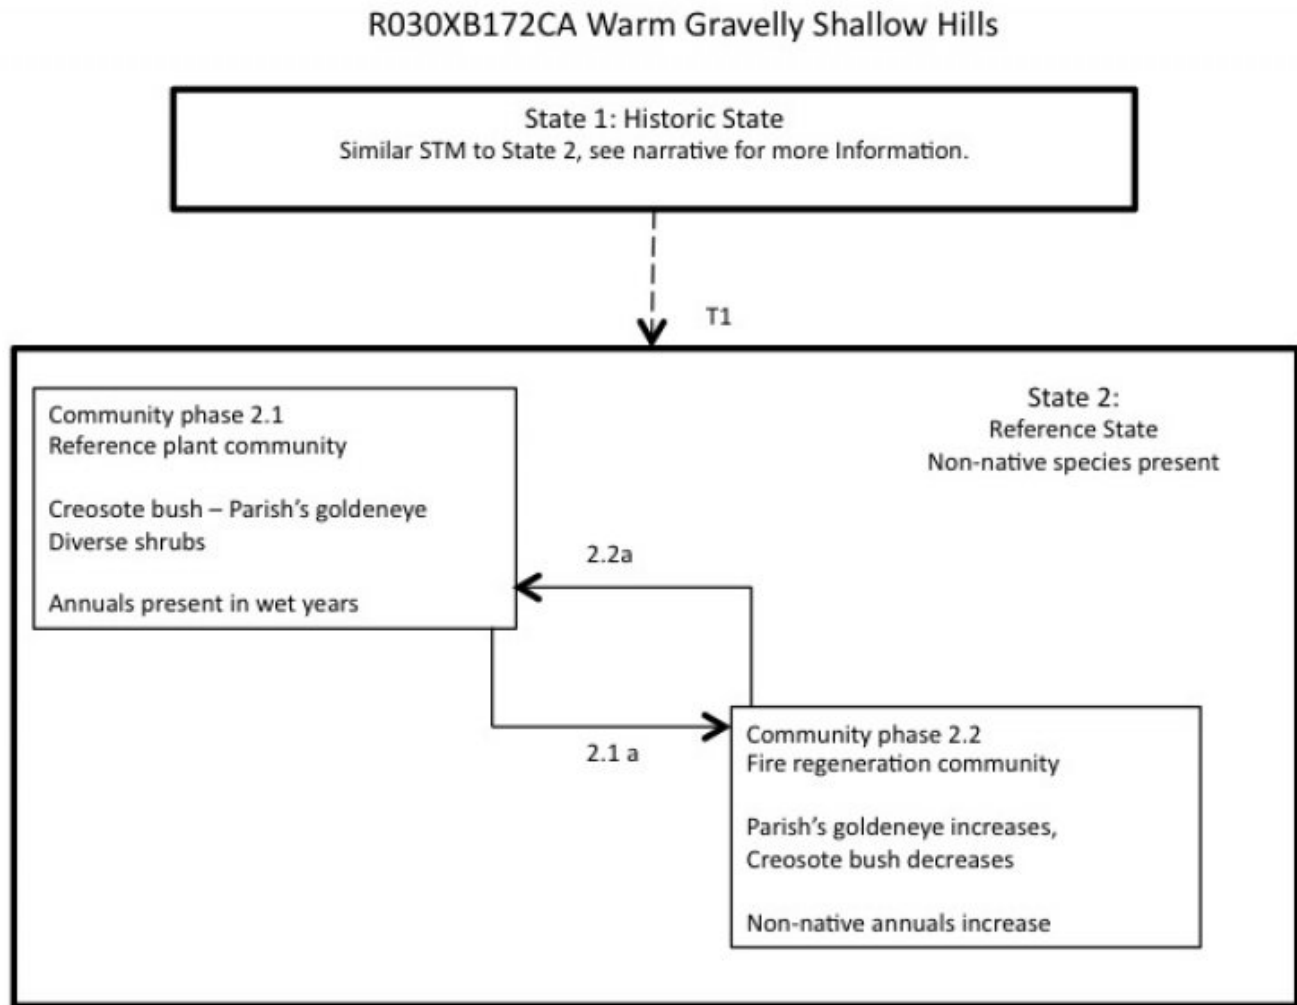 R030XB172CA Warm Gravelly Shallow Hills
State 1: Historic State
Similar STM to State 2, see narrative for more Information.
T1
Community phase 2.1
Reference plant community
Creosote bush – Parish’s goldeneye
Diverse shrubs
Annuals present in wet years
State 2:
Reference State
Non-native species present
2.2a
2.1 a
Community phase 2.2
Fire regeneration community
Parish’s goldeneye increases,
Creosote bush decreases
Non-native annuals increase